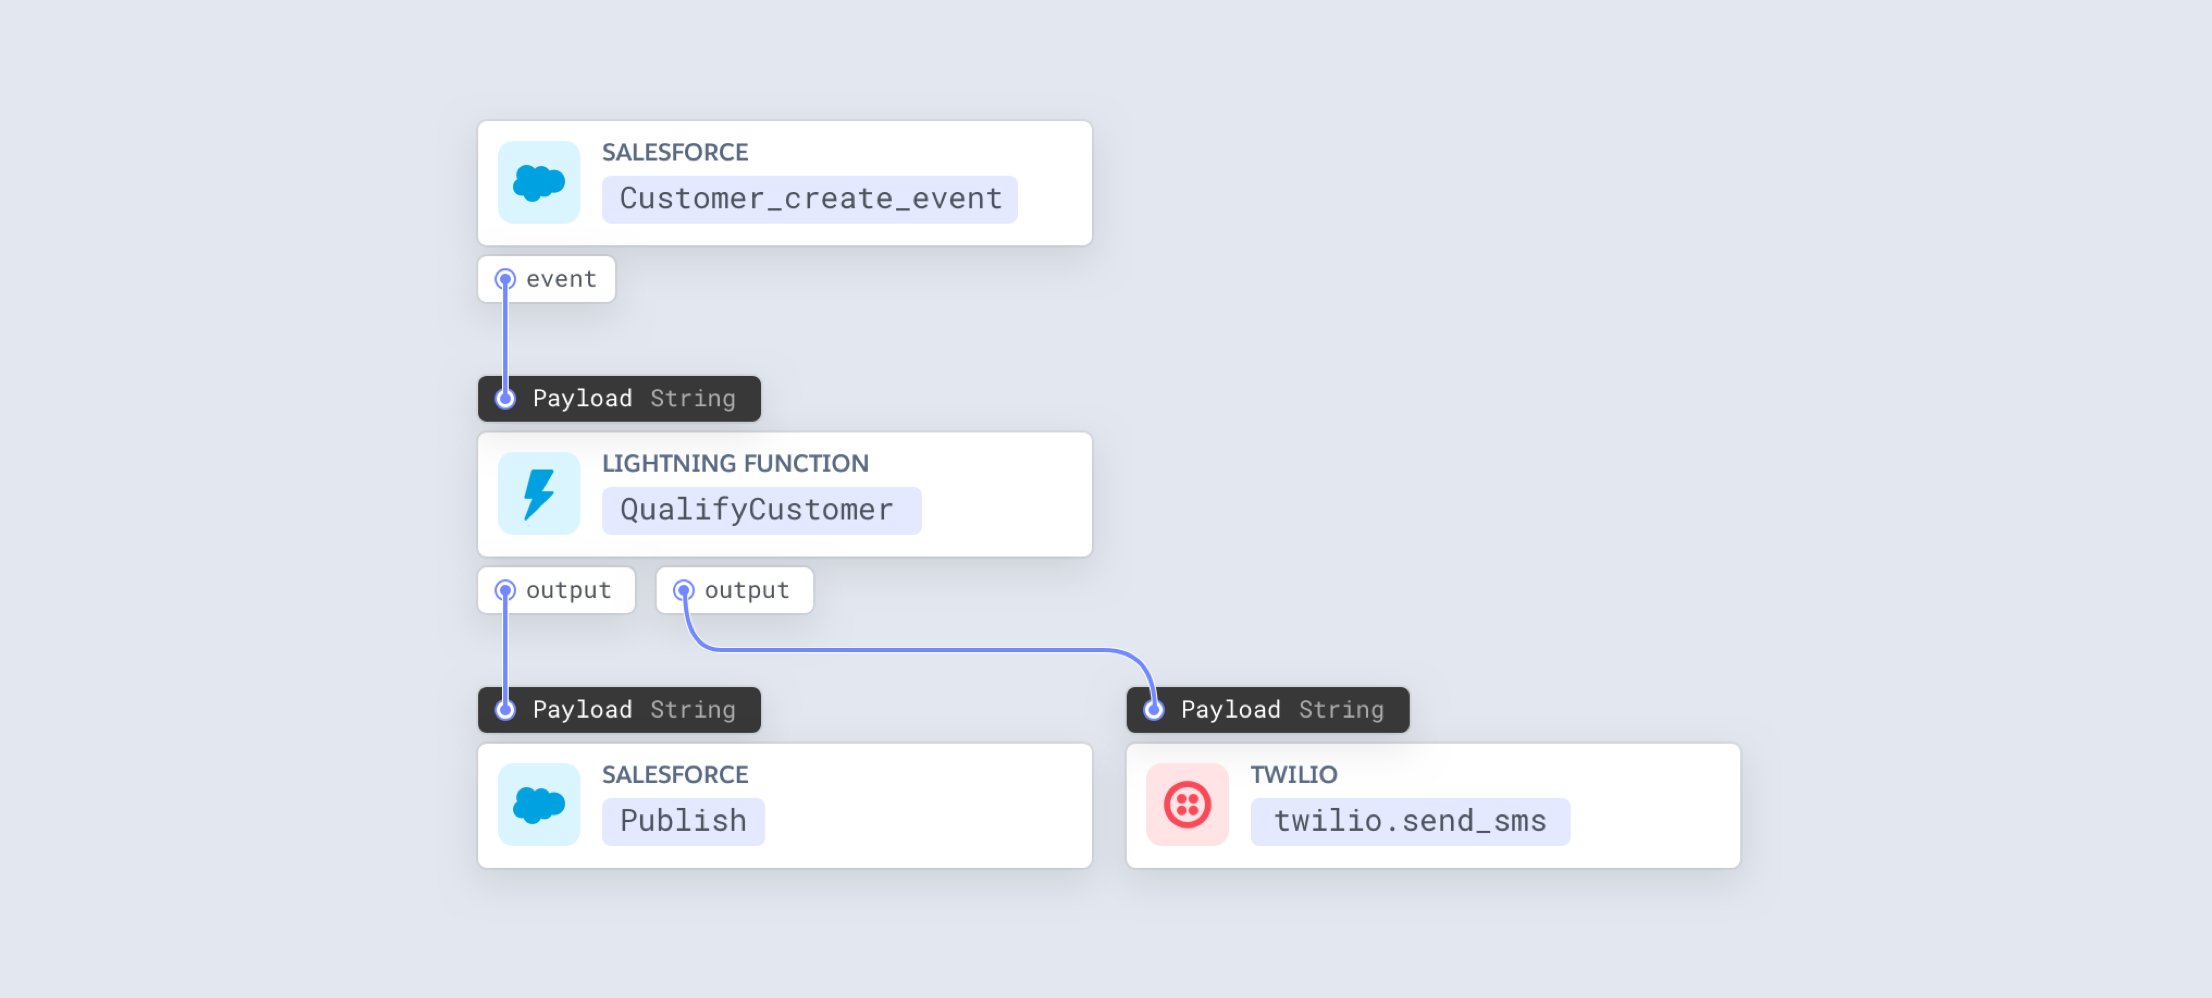 SALESFORCE
Customer_create_event
event
Payload String
LIGHTNING FUNCTION
QualifyCustomer
output output
Payload String
SALESFORCE
Publish
Payload String
TWILIO
twilio.send_sms